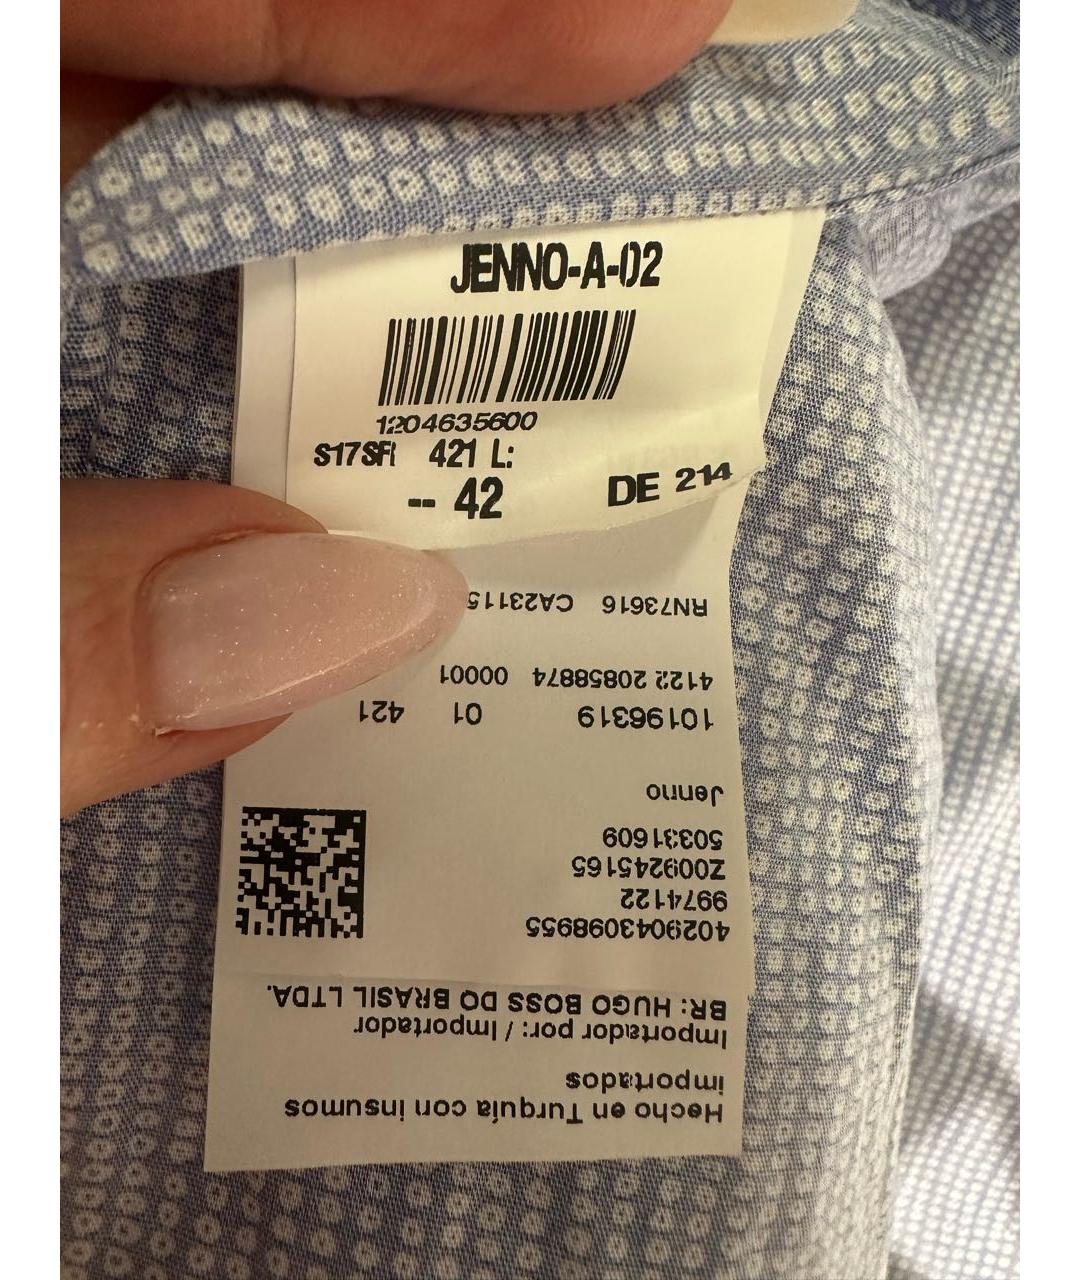 JENNO-A-02
1204635600
S17SFI 421 L:
-- 42 DE 214
Hecho en Turquía con insumos
importados
Importador por: / Importador
BR: HUGO BOSS DO BRASIL LTDA.
4029043098955
9974122
Z009245165
50331609
Jenno
10196319 01 421
4122 20858874 00001
RN73616 CA23115